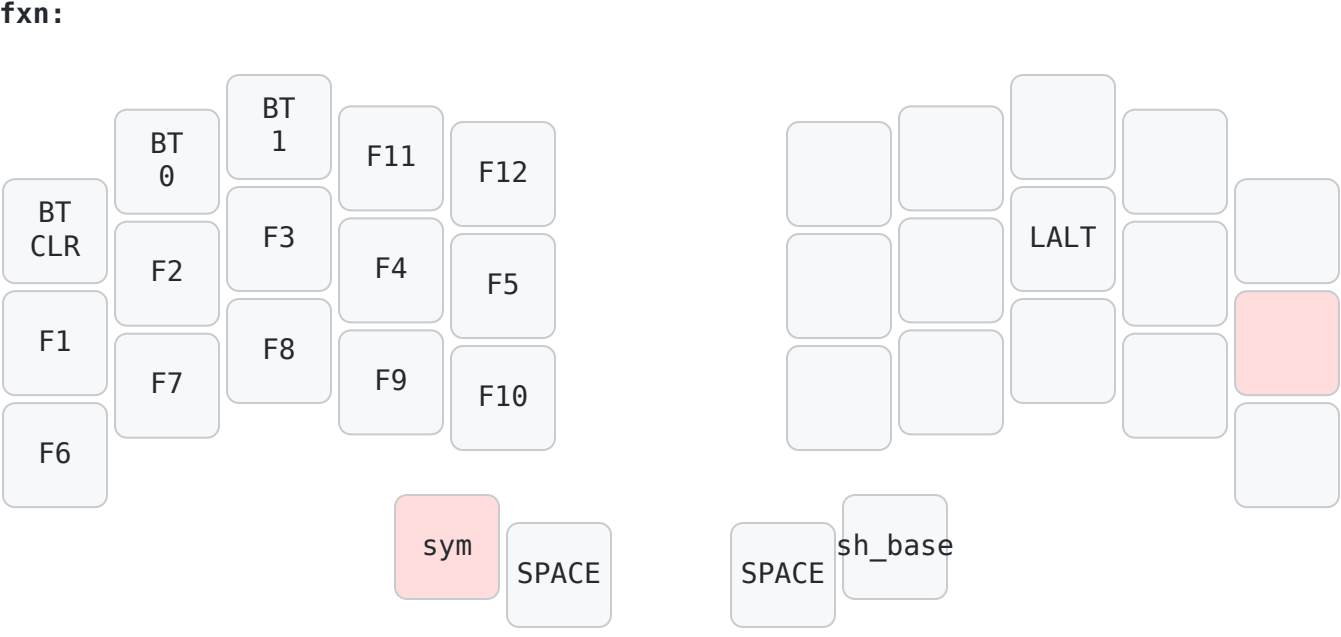 fxn:
BT
CLR
BT
0
BT
1
F11
F12
F1
F2
F3
F4
F5
LALT
F6
F7
F8
F9
F10
sym
SPACE
SPACE
sh_base